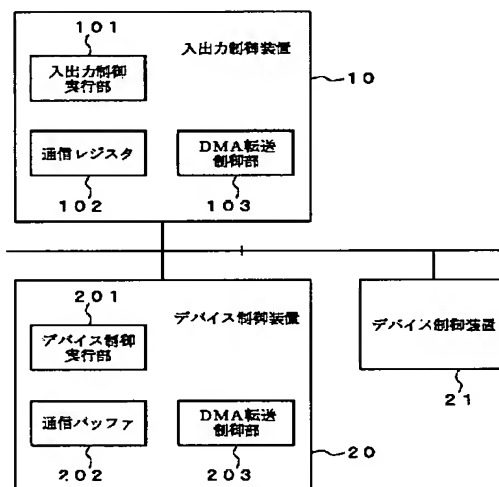 101
入出力制御装置
入出力制御
実行部
10
通信レジスタ
DMA転送
制御部
102
103
201
デバイス制御装置
デバイス制御
実行部
デバイス制御装置
21
通信バッファ
DMA転送
制御部
20
202
203